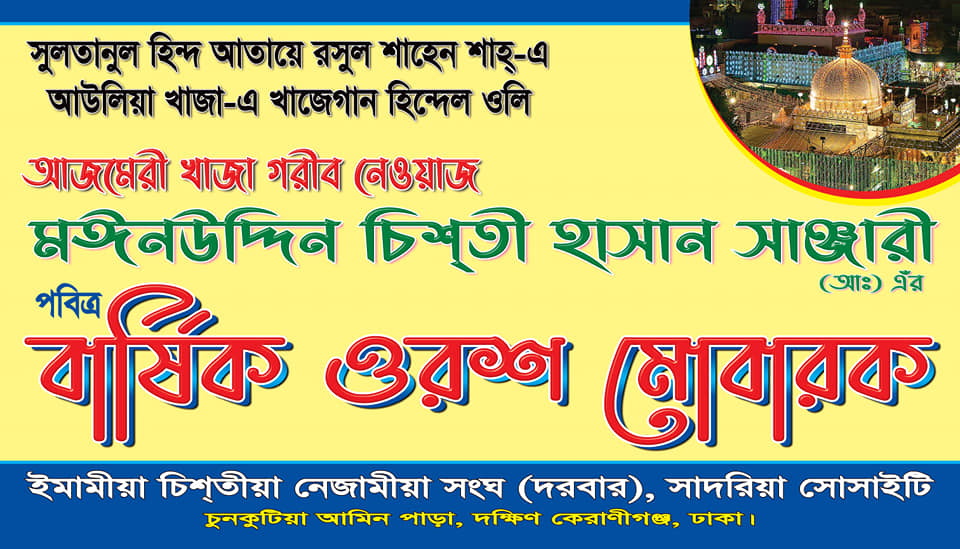 সুলতানুল হিন্দ আতায়ে রসুল শাহেন শাহ্-এ
আউলিয়া খাজা-এ খাজেগান হিন্দেল ওলি
আজমেরী খাজা গরীব নেওয়াজ
মঈনউদ্দিন চিশ্‌তী হাসান সাঞ্জারী
(আঃ) এঁর
পবিত্র
বার্ষিক ওরশ মোবারক
ইমামীয়া চিশ্‌তীয়া নেজামীয়া সংঘ (দরবার), সাদরিয়া সোসাইটি
চুনকুটিয়া আমিন পাড়া, দক্ষিণ কেরাণীগঞ্জ, ঢাকা।